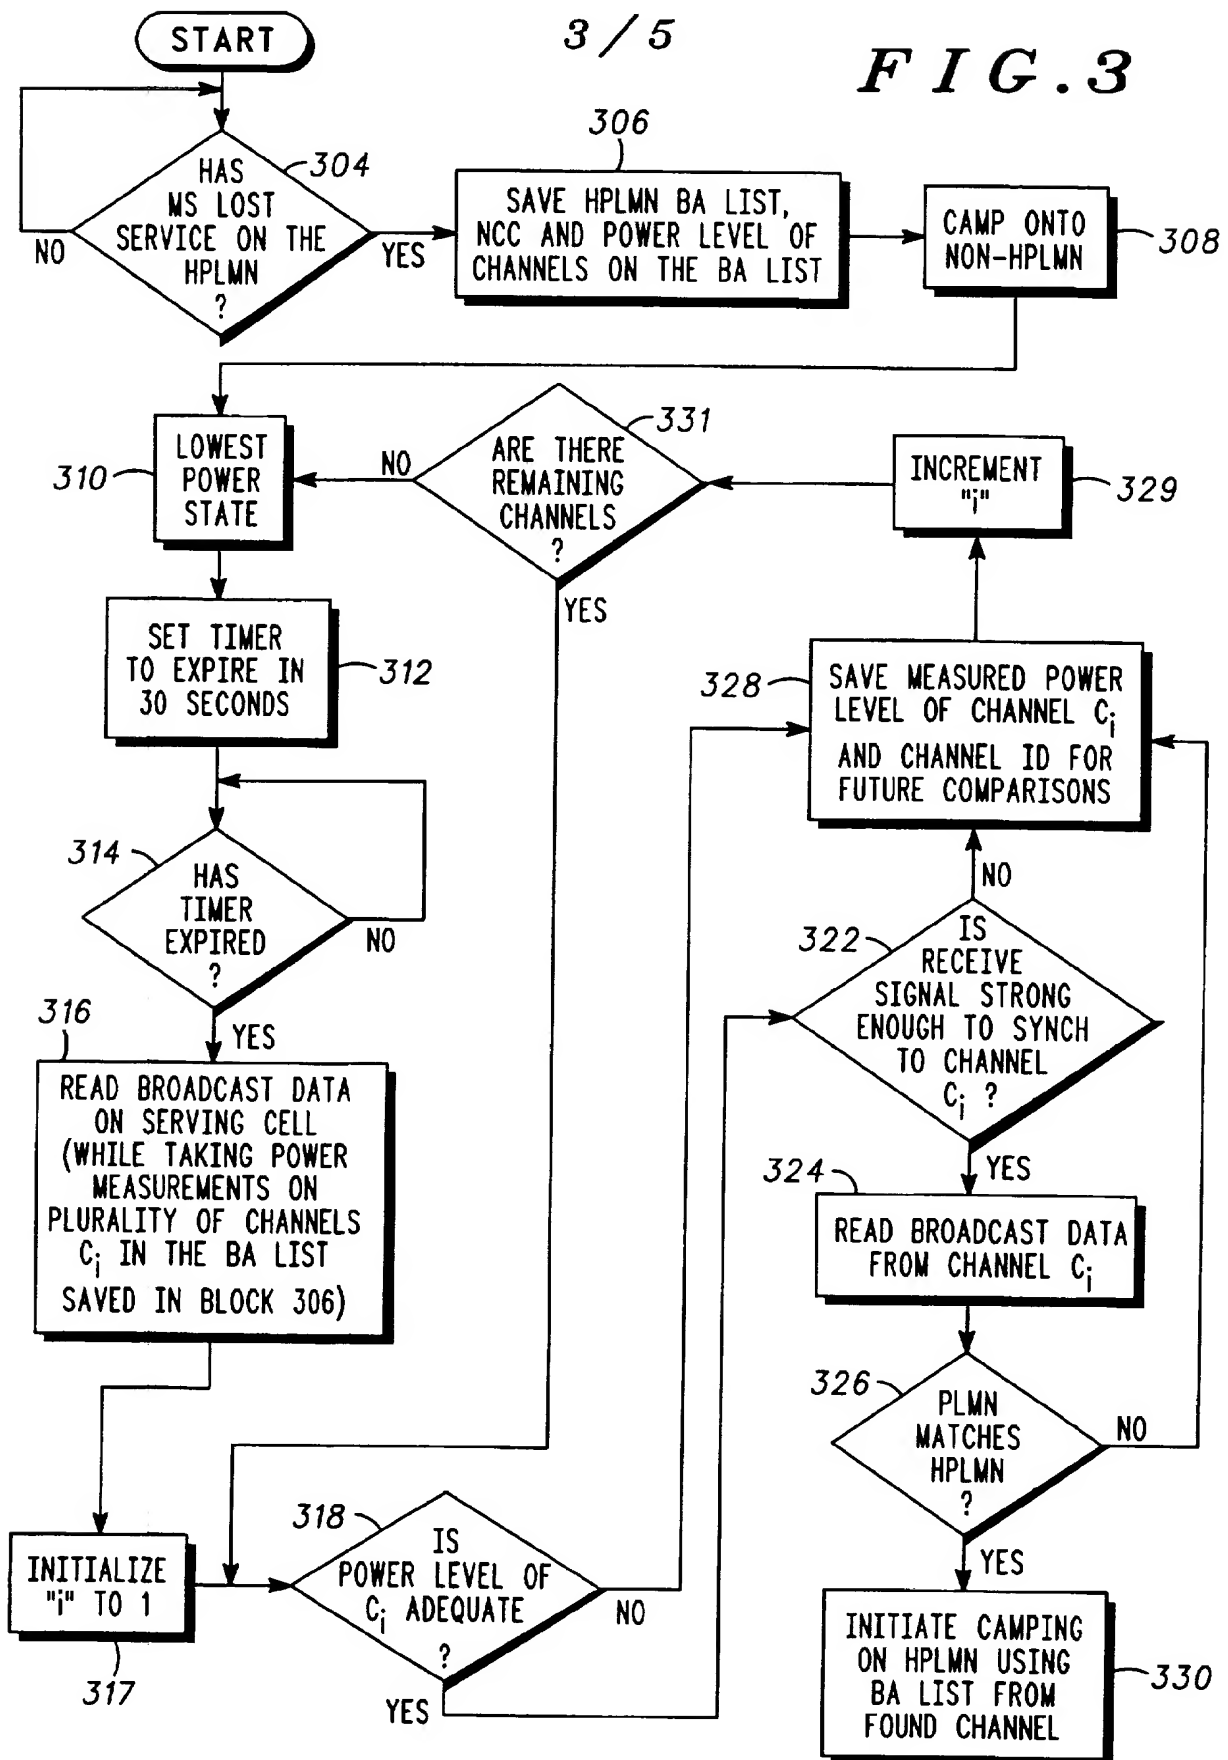 START
3/5
FIG.3
HAS
MS LOST
SERVICE ON THE
HPLMN
?
304
NO
YES
306
SAVE HPLMN BA LIST,
NCC AND POWER LEVEL OF
CHANNELS ON THE BA LIST
CAMP ONTO
NON-HPLMN
308
310
LOWEST
POWER
STATE
NO
ARE THERE
REMAINING
CHANNELS
?
331
YES
INCREMENT
"i"
329
SET TIMER
TO EXPIRE IN
30 SECONDS
312
328
SAVE MEASURED POWER
LEVEL OF CHANNEL Ci
AND CHANNEL ID FOR
FUTURE COMPARISONS
314
HAS
TIMER
EXPIRED
?
NO
YES
NO
322
IS
RECEIVE
SIGNAL STRONG
ENOUGH TO SYNCH
TO CHANNEL
Ci ?
YES
316
READ BROADCAST DATA
ON SERVING CELL
(WHILE TAKING POWER
MEASUREMENTS ON
PLURALITY OF CHANNELS
Ci IN THE BA LIST
SAVED IN BLOCK 306)
324
READ BROADCAST DATA
FROM CHANNEL Ci
326
PLMN
MATCHES
HPLMN
?
NO
YES
INITIALIZE
"i" TO 1
317
318
IS
POWER LEVEL OF
Ci ADEQUATE
?
NO
YES
INITIATE CAMPING
ON HPLMN USING
BA LIST FROM
FOUND CHANNEL
330